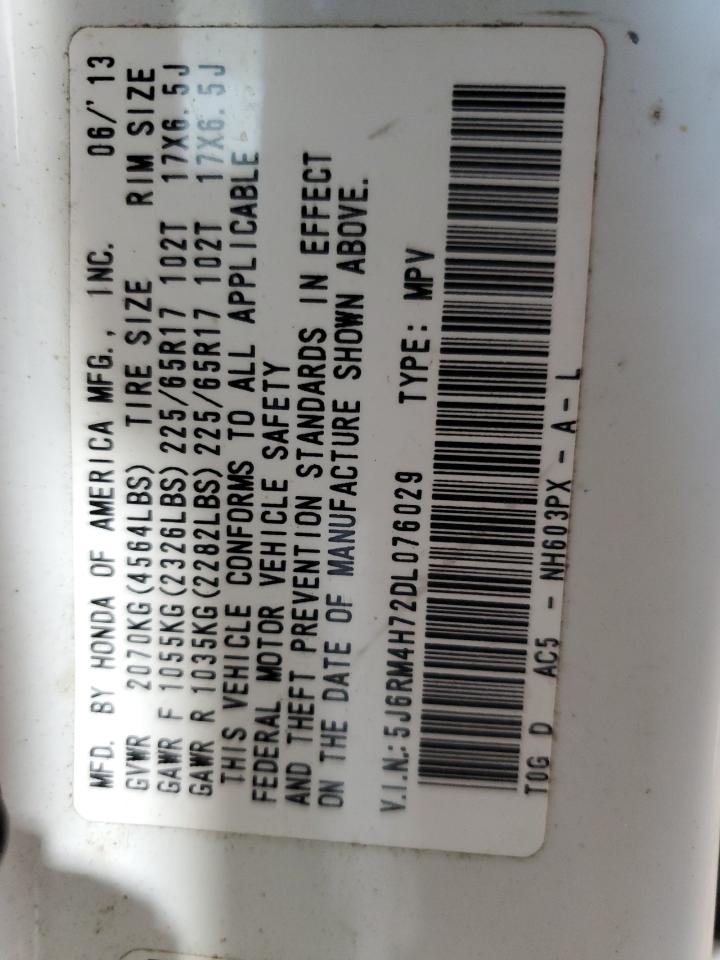 MFD. BY HONDA OF AMERICA MFG., INC. 06/'13
GVWR 2070KG(4564LBS) TIRE SIZE RIM SIZE
GAWR F 1055KG(2326LBS) 225/65R17 102T 17X6.5J
GAWR R 1035KG(2282LBS) 225/65R17 102T 17X6.5J
THIS VEHICLE CONFORMS TO ALL APPLICABLE
FEDERAL MOTOR VEHICLE SAFETY
AND THEFT PREVENTION STANDARDS IN EFFECT
ON THE DATE OF MANUFACTURE SHOWN ABOVE.
V.I.N.: 5J6RM4H72DL076029 TYPE: MPV
T0G D AC5 - NH603PX - A - L